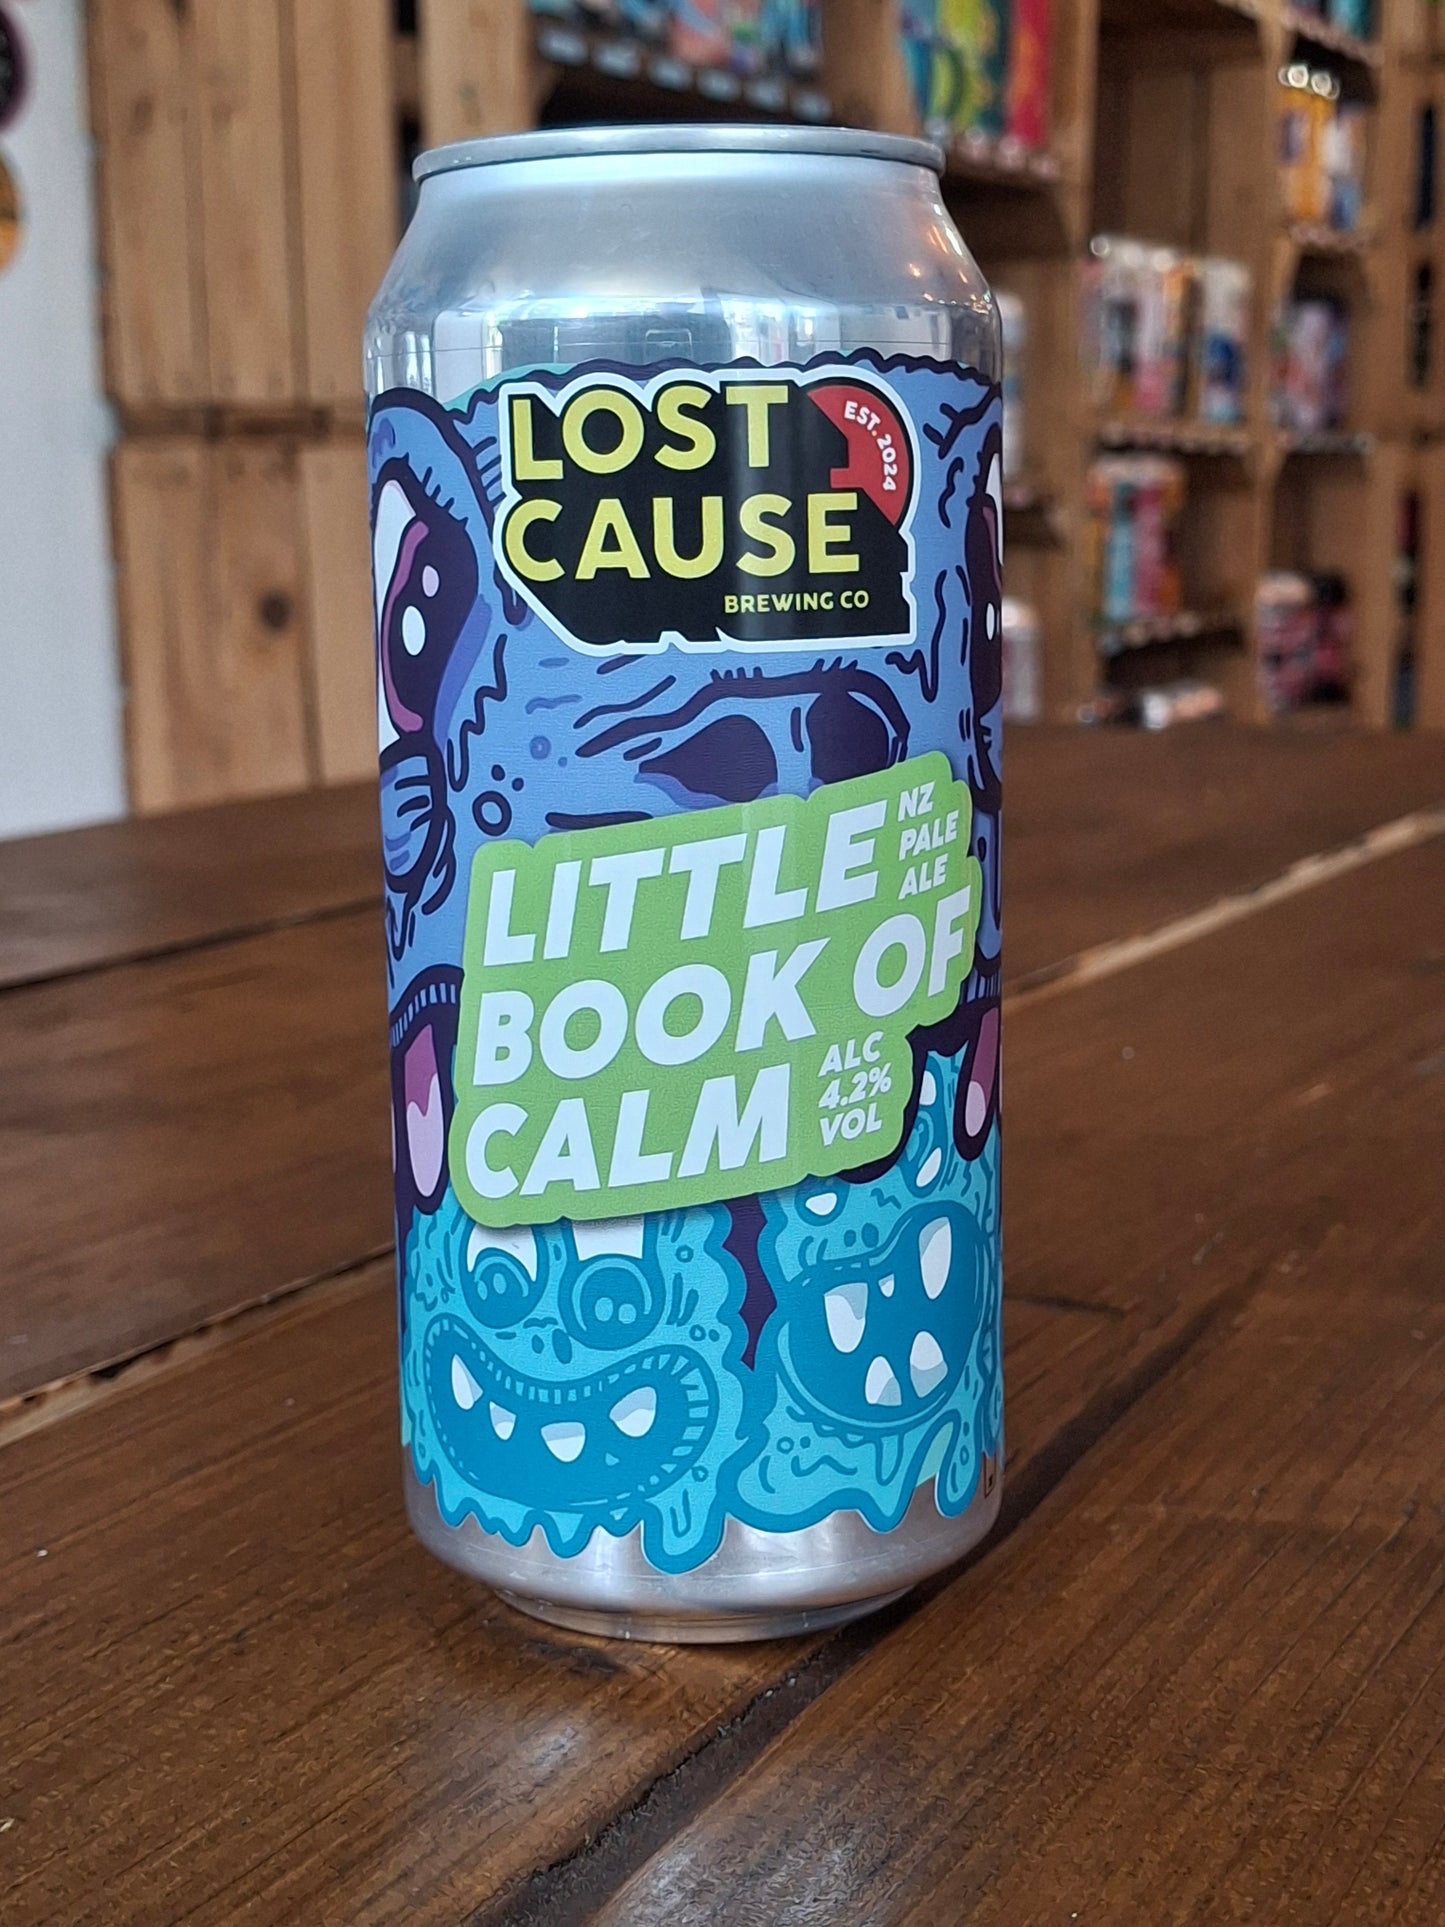 LOST
CAUSE
BREWING CO
EST. 2024
LITTLE
NZ
PALE
ALE
BOOK OF
CALM
ALC
4.2%
VOL